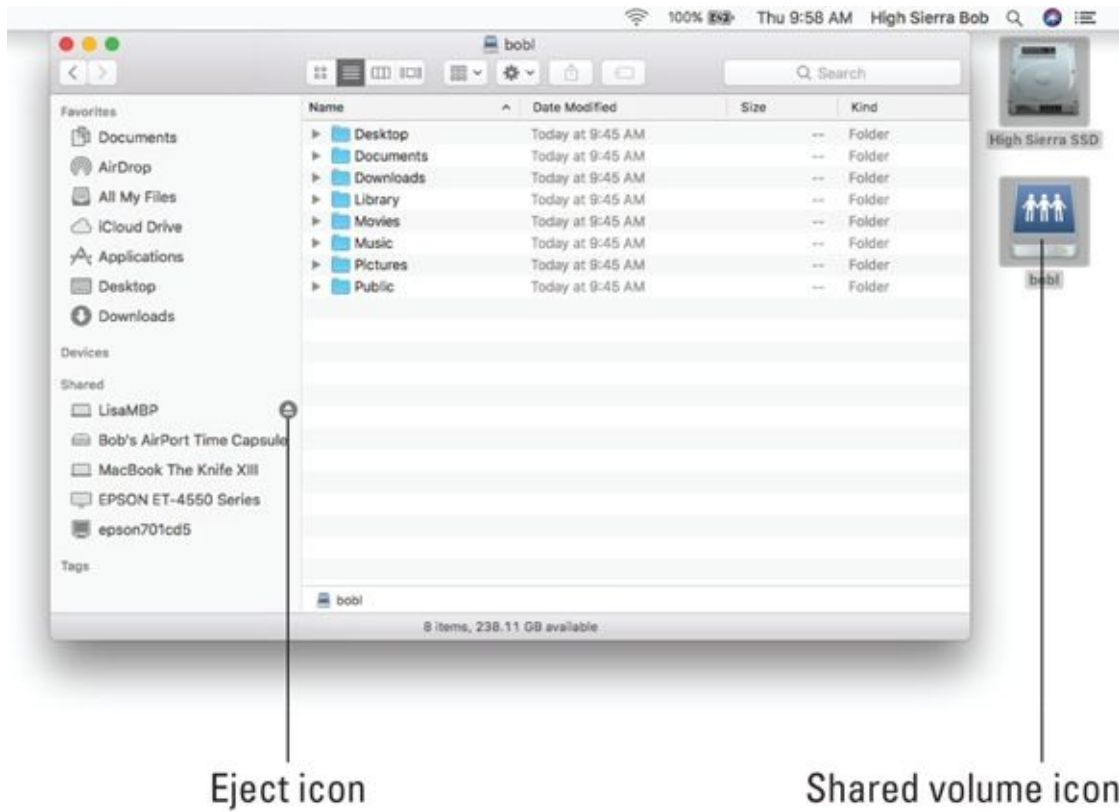 100% Thu 9:58 AM High Sierra Bob
bobl
Search
Favorites
Documents
AirDrop
All My Files
iCloud Drive
Applications
Desktop
Downloads
Devices
Shared
LisaMBP
Bob's AirPort Time Capsule
MacBook The Knife XIII
EPSON ET-4550 Series
epson701cd5
Tags
Name Date Modified Size Kind
Desktop Today at 9:45 AM -- Folder
Documents Today at 9:45 AM -- Folder
Downloads Today at 9:45 AM -- Folder
Library Today at 9:45 AM -- Folder
Movies Today at 9:45 AM -- Folder
Music Today at 9:45 AM -- Folder
Pictures Today at 9:45 AM -- Folder
Public Today at 9:45 AM -- Folder
bobl
8 items, 238.11 GB available
High Sierra SSD
bobl
Eject icon
Shared volume icon